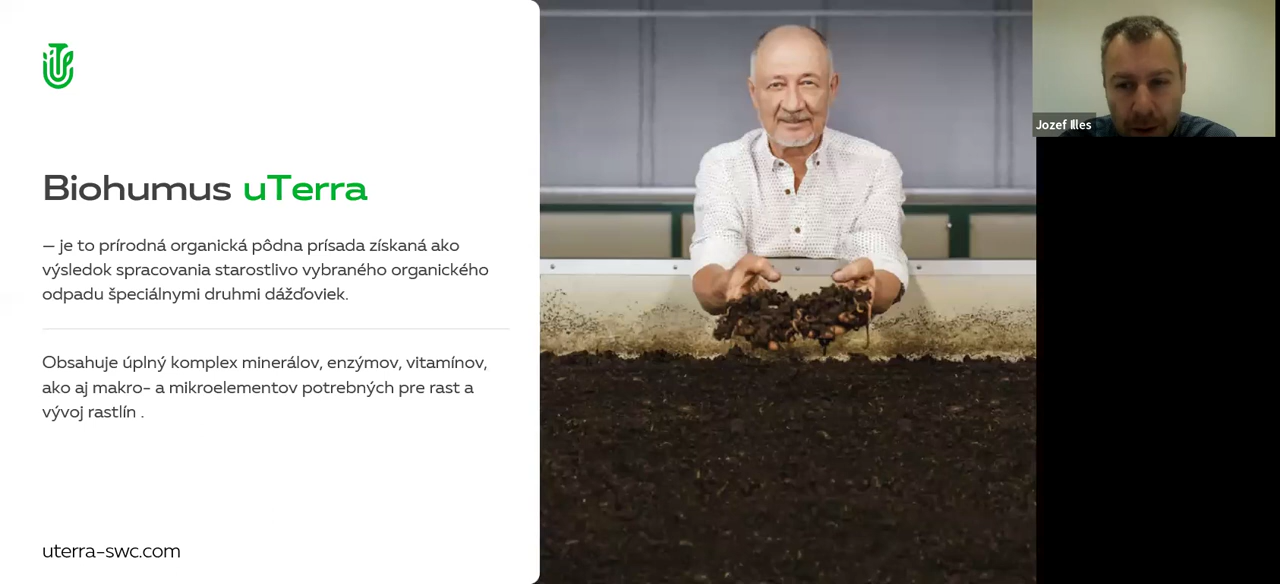 Biohumus uTerra
– je to prírodná organická pôdna prísada získaná ako
výsledok spracovania starostlivo vybraného organického
odpadu špeciálnymi druhmi dážďoviek.
Obsahuje úplný komplex minerálov, enzýmov, vitamínov,
ako aj makro- a mikroelementov potrebných pre rast a
vývoj rastlín .
uterra-swc.com
Jozef Illes